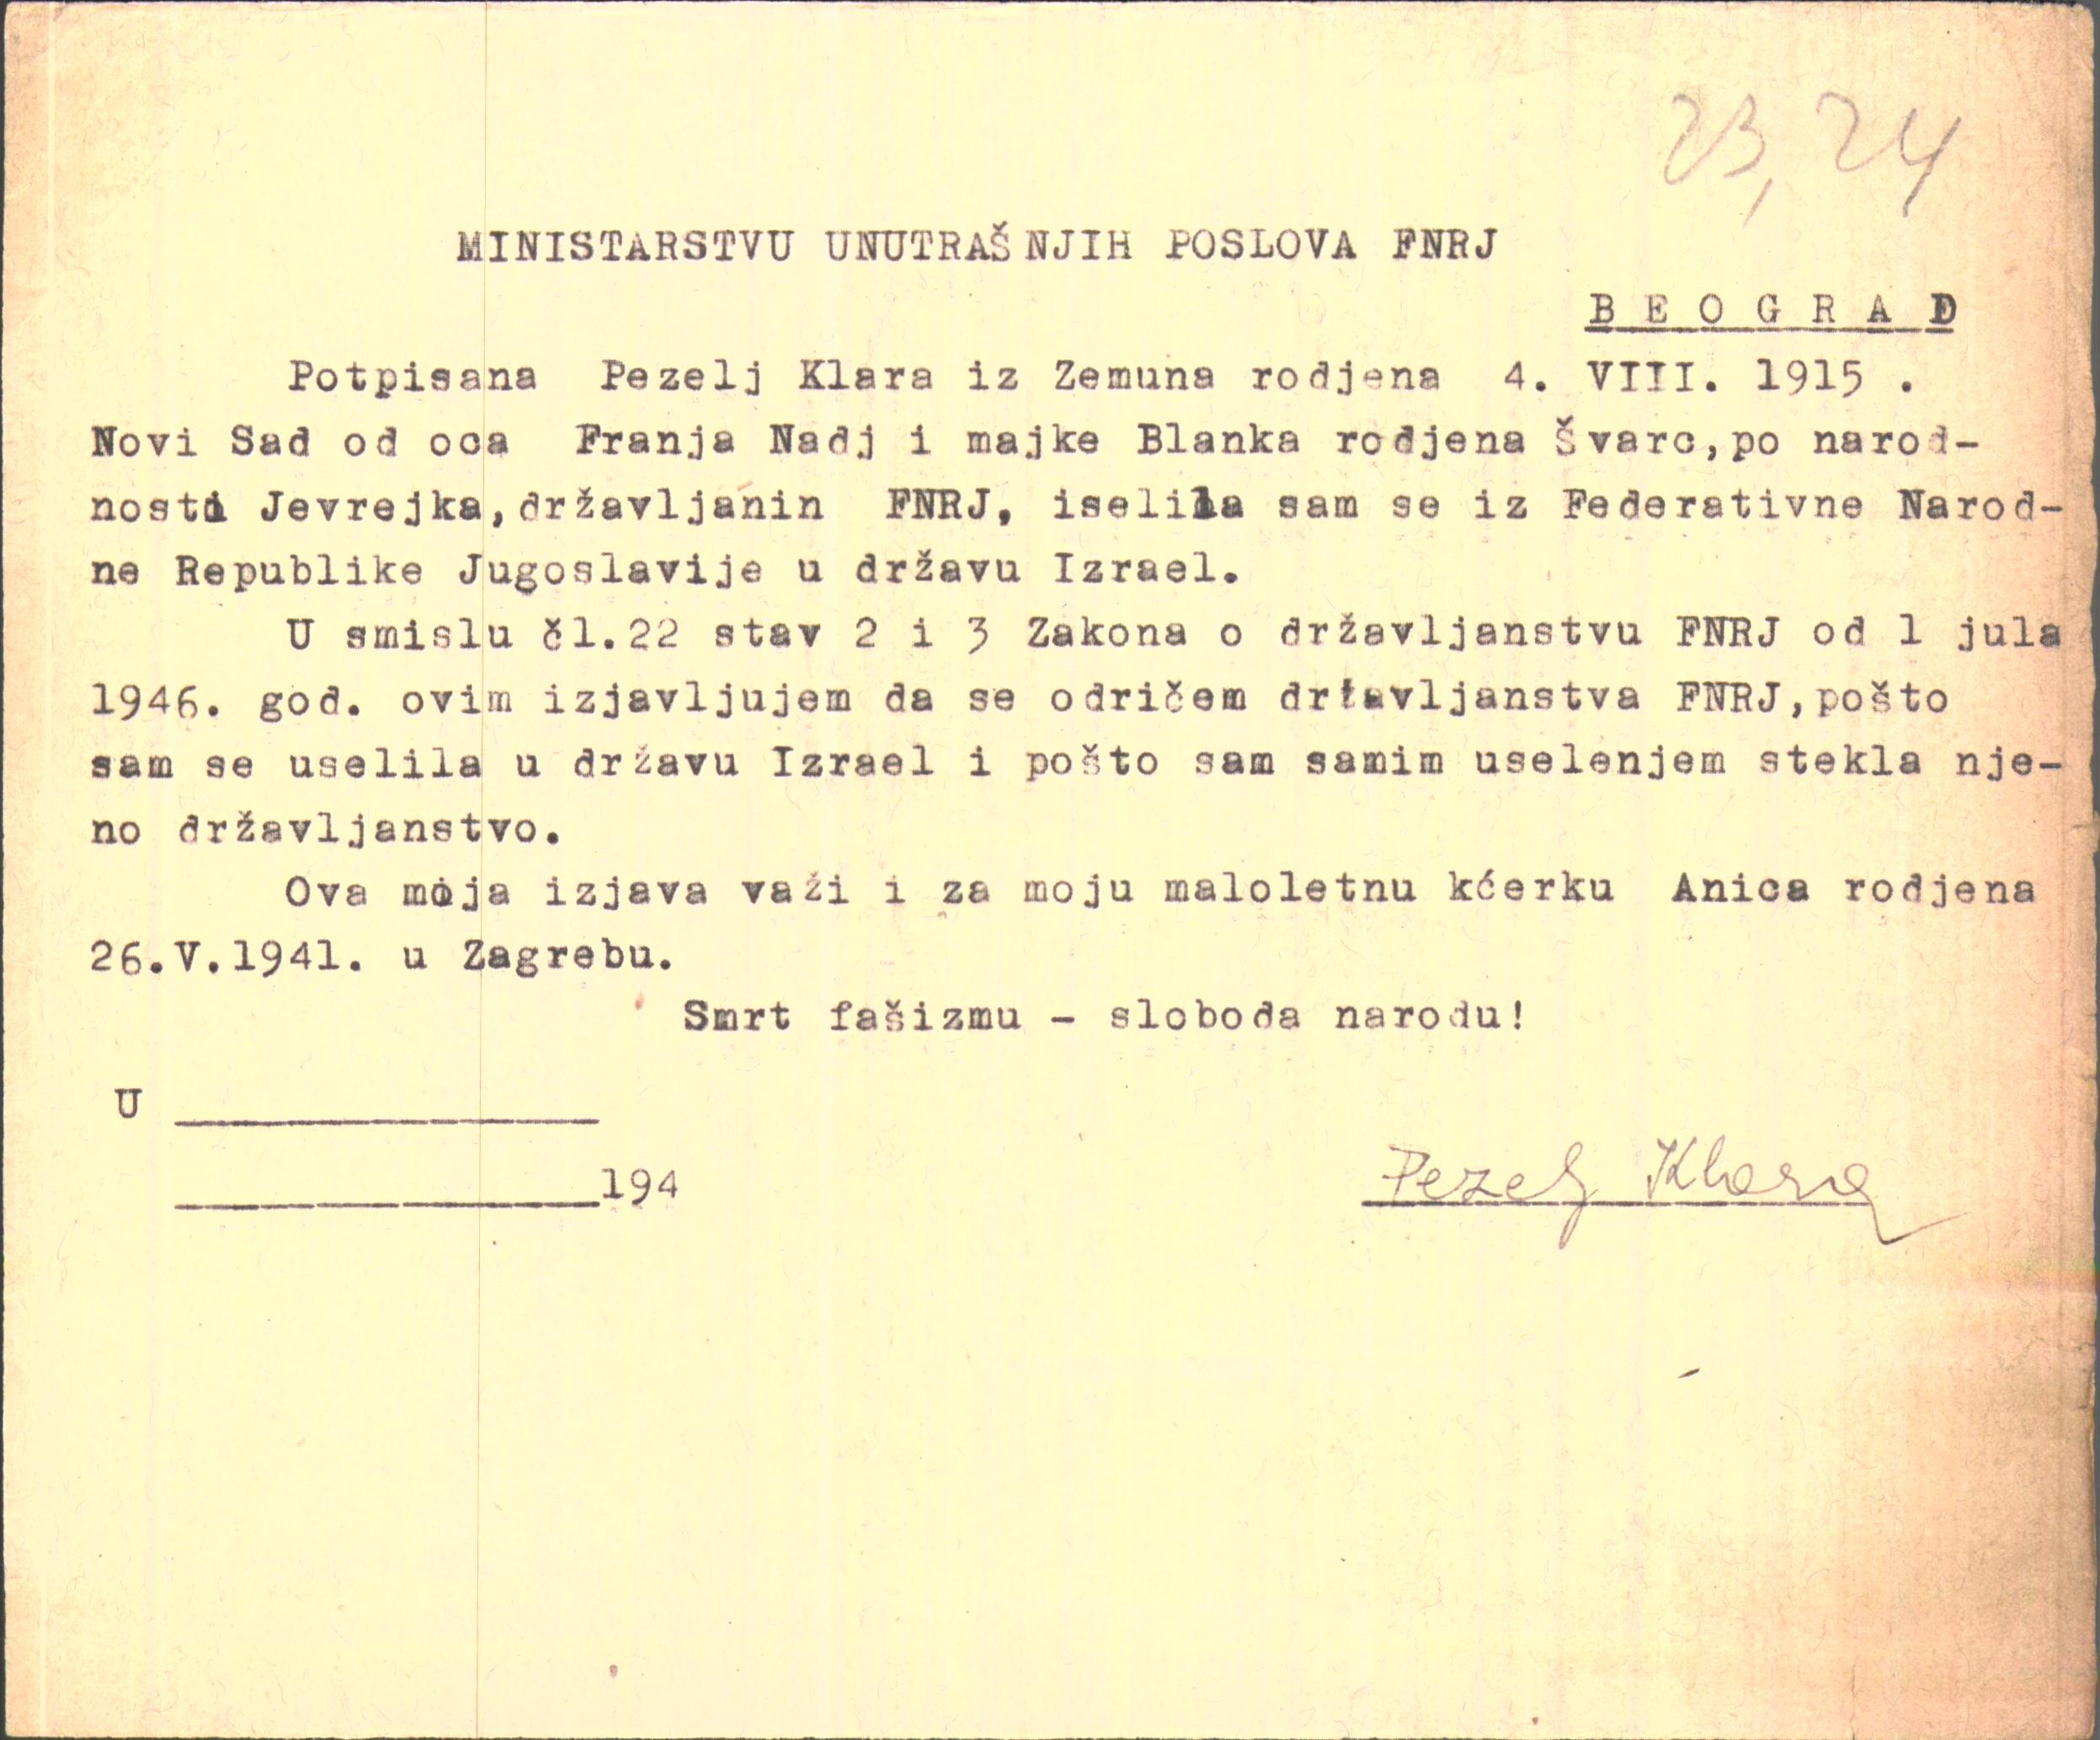 23, 24
MINISTARSTVU UNUTRAŠNJIH POSLOVA FNRJ
BEOGRAD
Potpisana Pezelj Klara iz Zemuna rodjena 4. VIII. 1915 .
Novi Sad od oca Franja Nadj i majke Blanka rodjena Švarc,po narod-
nosti Jevrejka,državljanin FNRJ, iselila sam se iz Federativne Narod-
ne Republike Jugoslavije u državu Izrael.
U smislu čl.22 stav 2 i 3 Zakona o državljanstvu FNRJ od 1 jula
1946. god. ovim izjavljujem da se odričem državljanstva FNRJ,pošto
sam se uselila u državu Izrael i pošto sam samim uselenjem stekla nje-
no državljanstvo.
Ova moja izjava važi i za moju maloletnu kćerku Anica rodjena
26.V.1941. u Zagrebu.
Smrt fašizmu - sloboda narodu!
U
194
Pezelj Klara